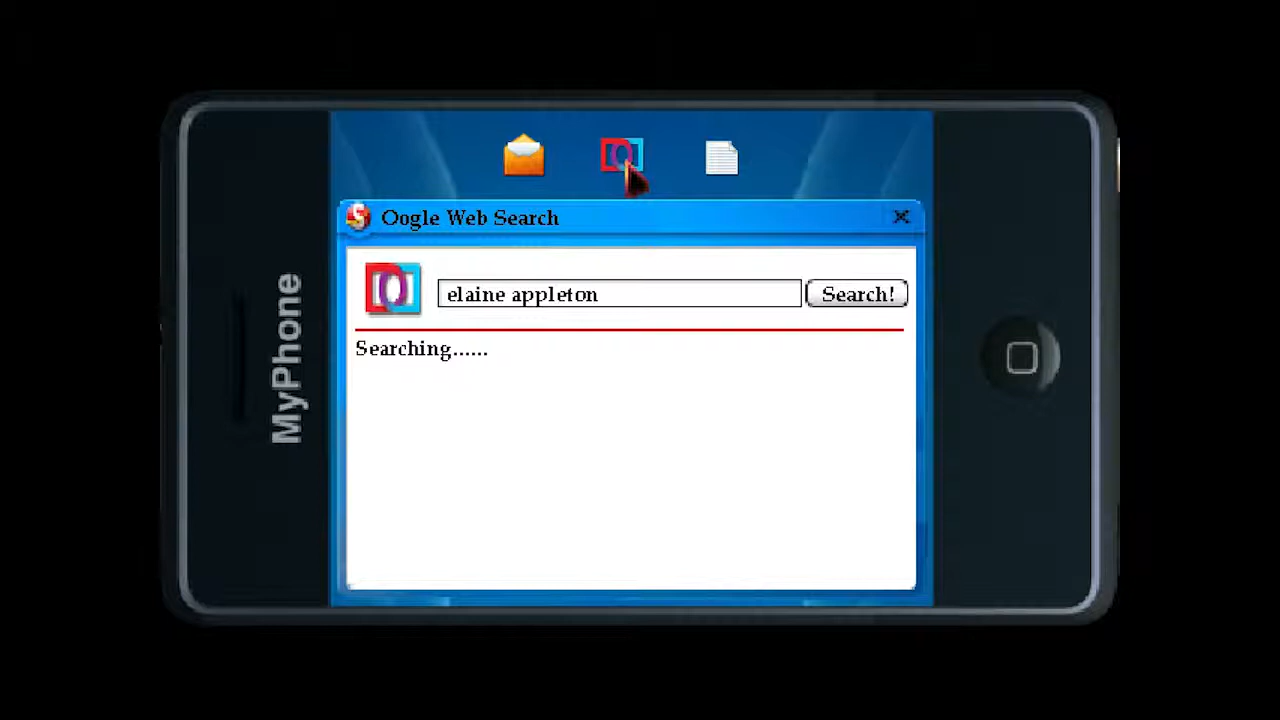 MyPhone
Oogle Web Search
elaine appleton
Search!
Searching......